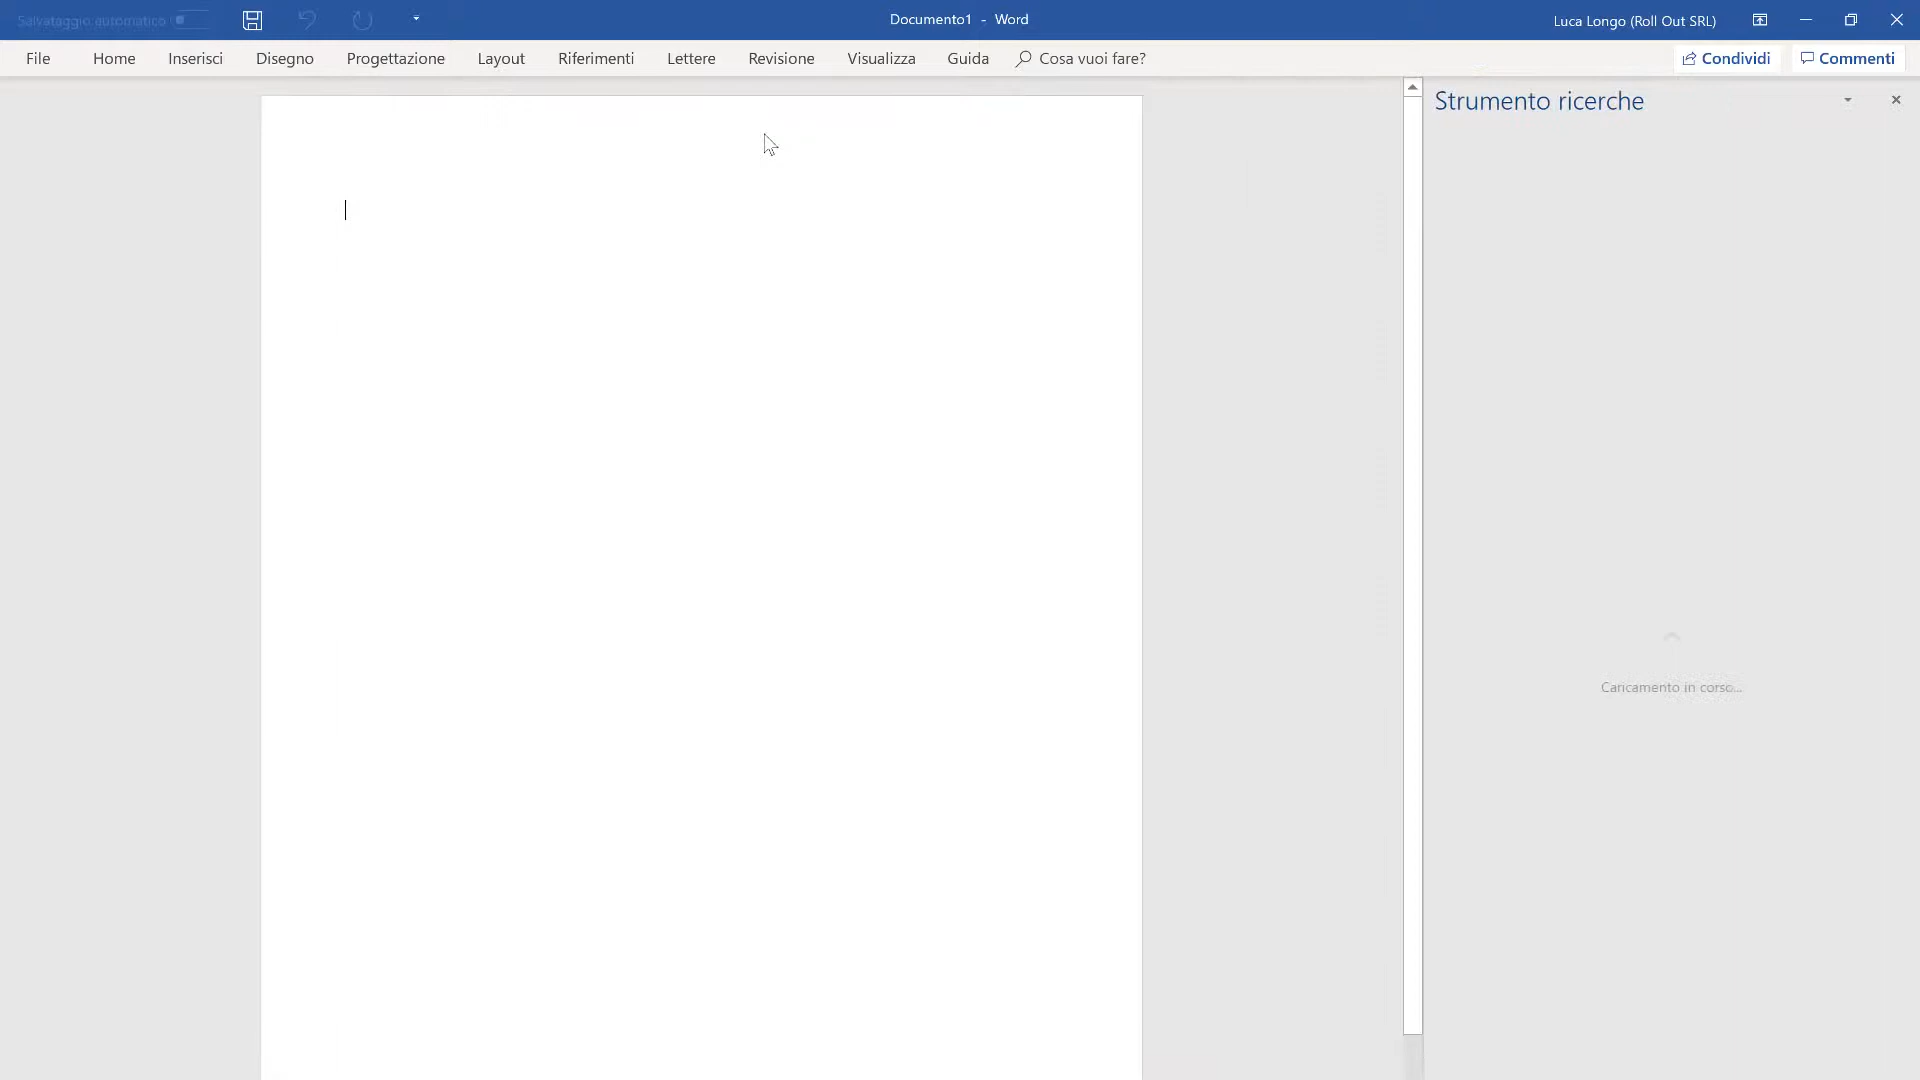 Salvataggio automatico
Documento1 - Word
Luca Longo (Roll Out SRL)
File Home Inserisci Disegno Progettazione Layout Riferimenti Lettere Revisione Visualizza Guida Cosa vuoi fare? Condividi Commenti
Strumento ricerche
Caricamento in corso...